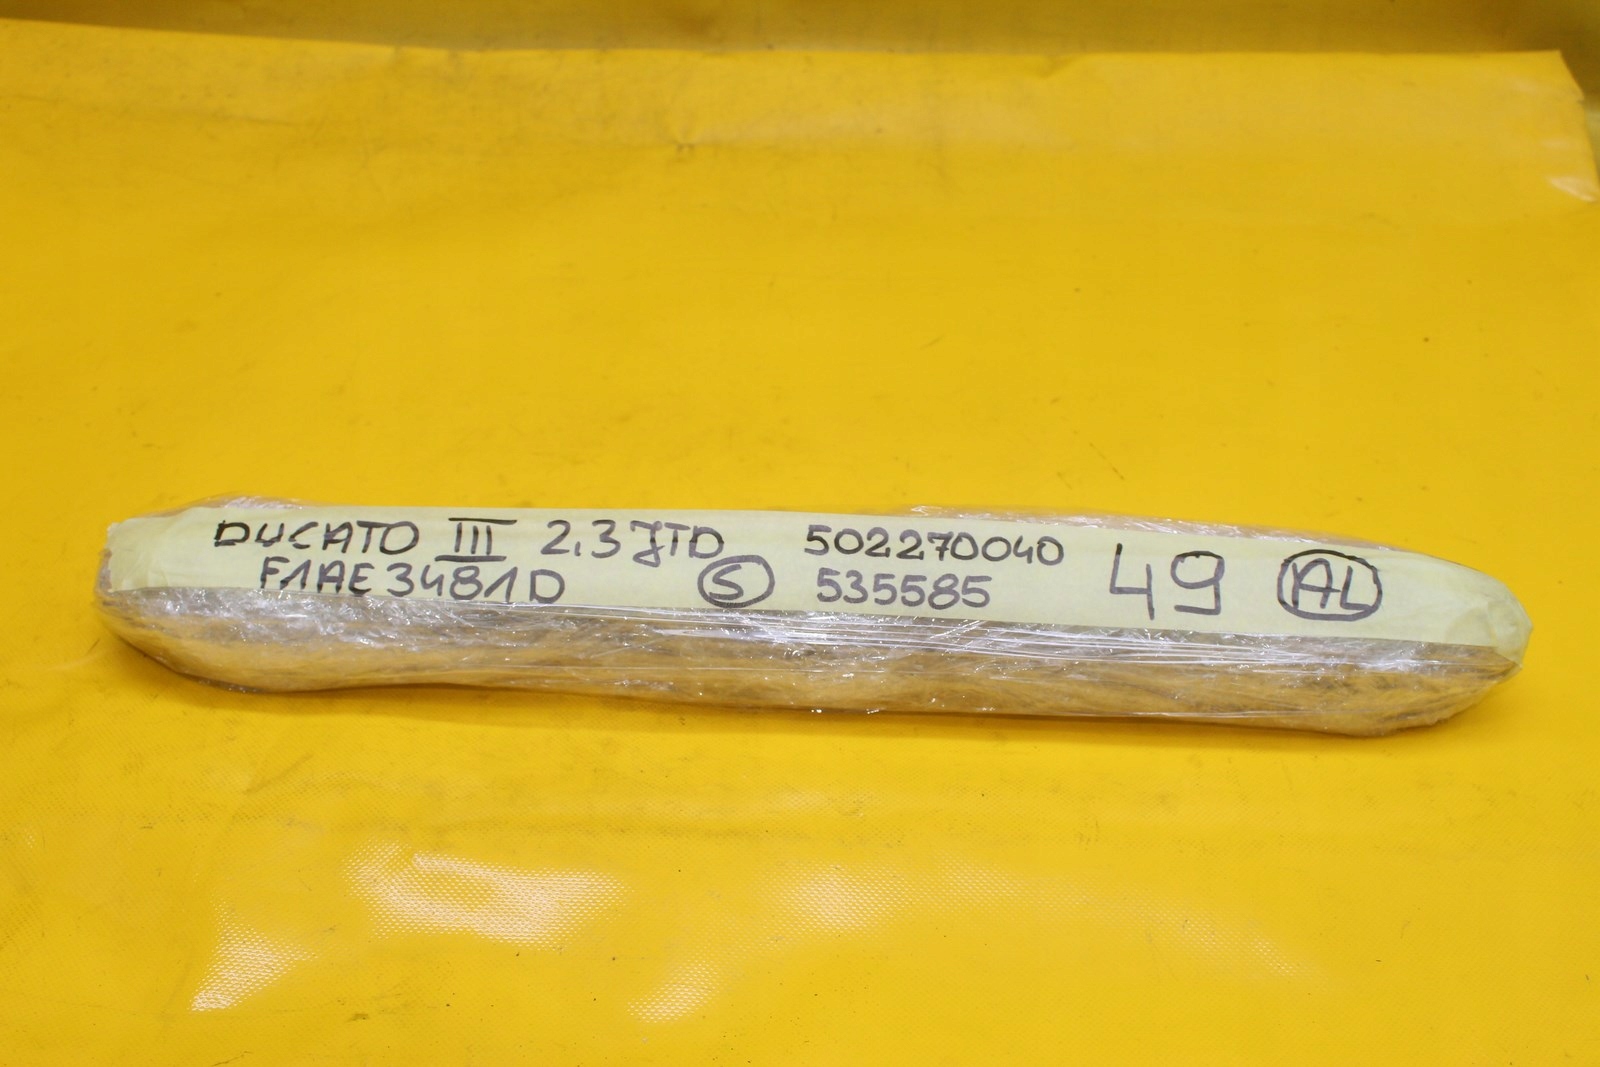 DUCATO III 2.3 JTD 502270040
F1AE3481D S 535585 49 AL